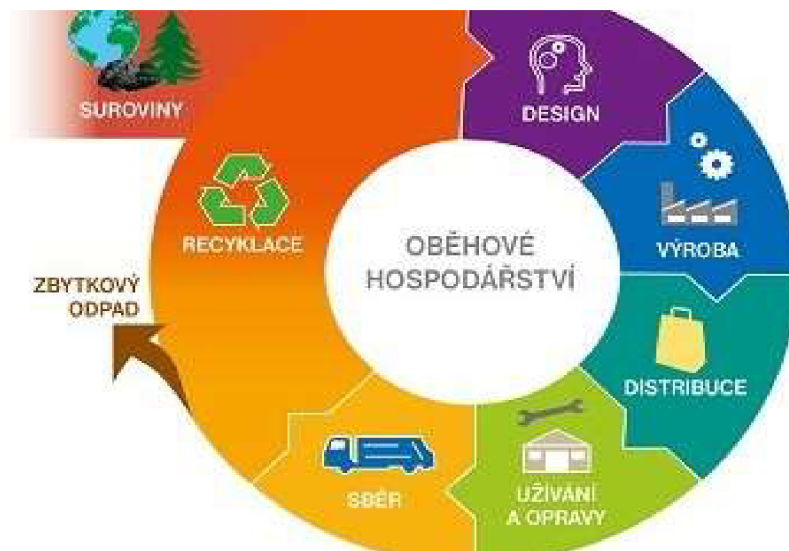 SUROVINY
DESIGN
VÝROBA
DISTRIBUCE
UŽÍVÁNÍ
A OPRAVY
SBĚR
RECYKLACE
ZBYTKOVÝ
ODPAD
OBĚHOVÉ
HOSPODÁŘSTVÍ